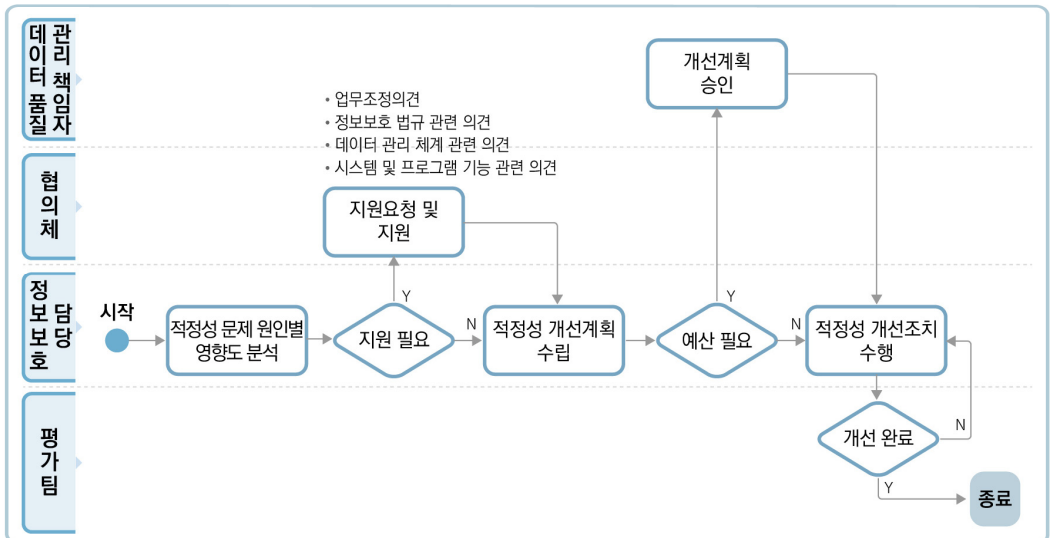 데이터 품질
관리 책임자
개선계획
승인
• 업무조정의견
• 정보보호 법규 관련 의견
• 데이터 관리 체계 관련 의견
• 시스템 및 프로그램 기능 관련 의견
협의체
지원요청 및
지원
정보보호
담당
시작
적정성 문제 원인별
영향도 분석
지원 필요
Y
N
적정성 개선계획
수립
예산 필요
Y
N
적정성 개선조치
수행
평가팀
개선 완료
N
Y
종료